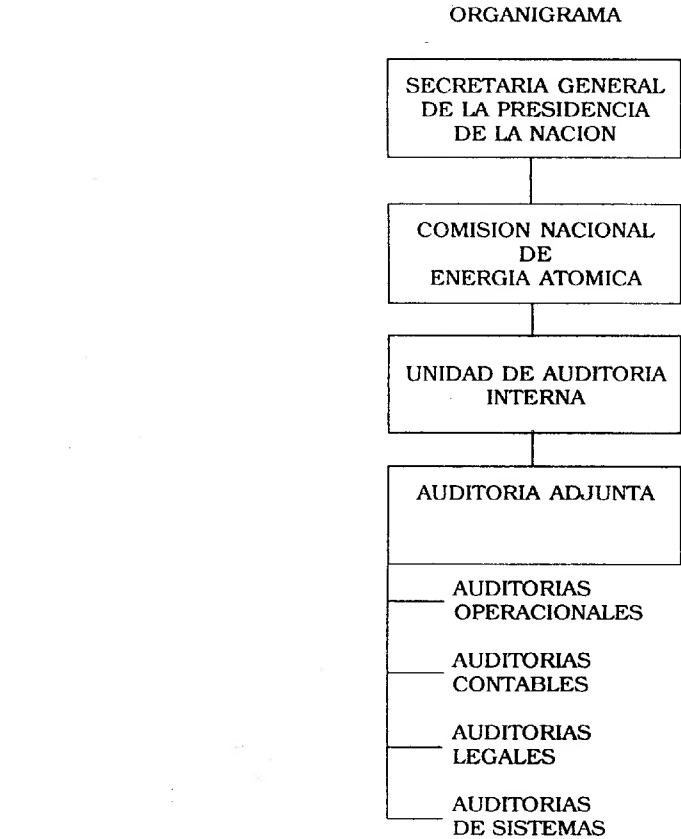 ORGANIGRAMA
SECRETARIA GENERAL
DE LA PRESIDENCIA
DE LA NACION
COMISION NACIONAL
DE
ENERGIA ATOMICA
UNIDAD DE AUDITORIA
INTERNA
AUDITORIA ADJUNTA
AUDITORIAS
OPERACIONALES
AUDITORIAS
CONTABLES
AUDITORIAS
LEGALES
AUDITORIAS
DE SISTEMAS